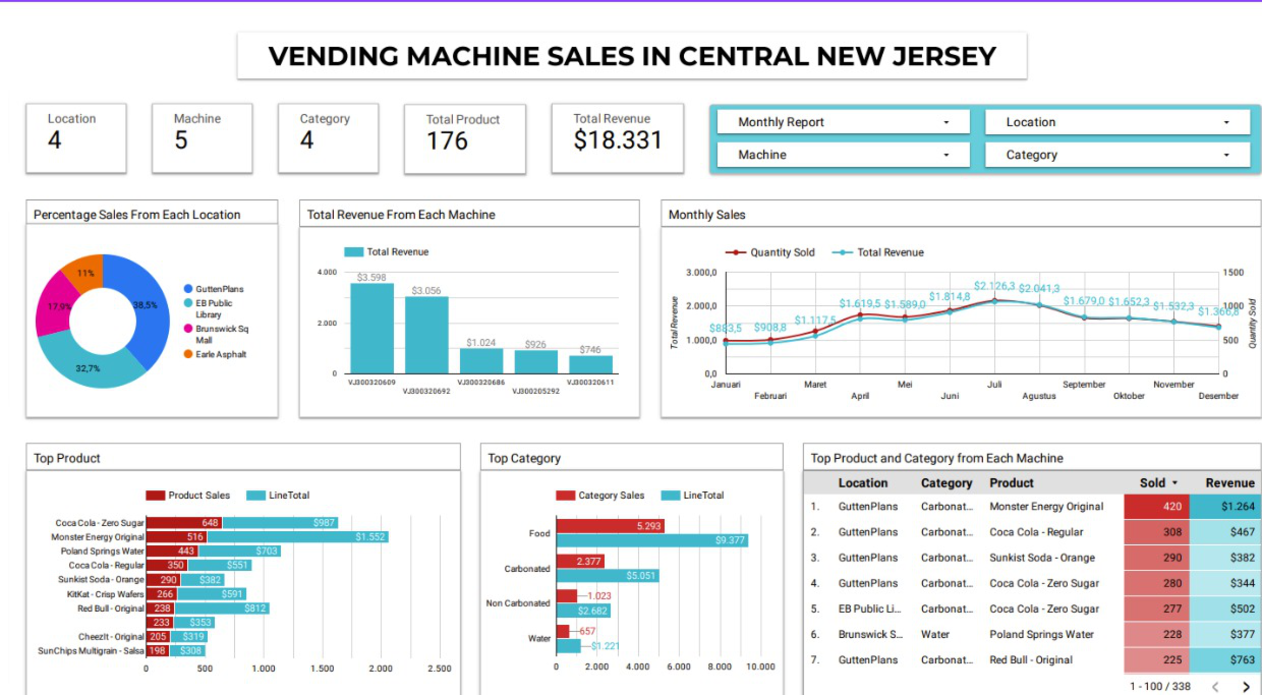 VENDING MACHINE SALES IN CENTRAL NEW JERSEY
Location
4
Machine
5
Category
4
Total Product
176
Total Revenue
$18.331
Monthly Report
Location
Machine
Category
Percentage Sales From Each Location
11%
38,5%
17,9%
32,7%
GuttenPlans
EB Public
Library
Brunswick Sq
Mall
Earle Asphalt
Total Revenue From Each Machine
Total Revenue
4.000
2.000
0
$3.598
$3.056
$1.024
$926
$746
VJ300320609
VJ300320692
VJ300320686
VJ300205292
VJ300320611
Monthly Sales
Quantity Sold
Total Revenue
Total Revenue
3.000,0
2.000,0
1.000,0
0,0
$883,5
$908,8
$1.117,5
$1.619,5
$1.589,0
$1.814,8
$2.126,3
$2.041,3
$1.679,0
$1.652,3
$1.532,3
$1.366,8
1500
1000
500
0
Quantity Sold
Januari
Februari
Maret
April
Mei
Juni
Juli
Agustus
September
Oktober
November
Desember
Top Product
Product Sales
LineTotal
Coca Cola - Zero Sugar 648 $987
Monster Energy Original 516 $1.552
Poland Springs Water 443 $703
Coca Cola - Regular 350 $551
Sunkist Soda - Orange 290 $382
KitKat - Crisp Wafers 266 $591
Red Bull - Original 238 $812
233 $353
CheezIt - Original 205 $319
SunChips Multigrain - Salsa 198 $308
0 500 1.000 1.500 2.000 2.500
Top Category
Category Sales
LineTotal
Food 5.293 $9.377
Carbonated 2.377 $5.051
Non Carbonated 1.023 $2.682
Water 657 $1.221
0 2.000 4.000 6.000 8.000 10.000
Top Product and Category from Each Machine
Location Category Product Sold Revenue
1. GuttenPlans Carbonat... Monster Energy Original 420 $1.264
2. GuttenPlans Carbonat... Coca Cola - Regular 308 $467
3. GuttenPlans Carbonat... Sunkist Soda - Orange 290 $382
4. GuttenPlans Carbonat... Coca Cola - Zero Sugar 280 $344
5. EB Public Li... Carbonat... Coca Cola - Zero Sugar 277 $502
6. Brunswick S... Water Poland Springs Water 228 $377
7. GuttenPlans Carbonat... Red Bull - Original 225 $763
1 - 100 / 338